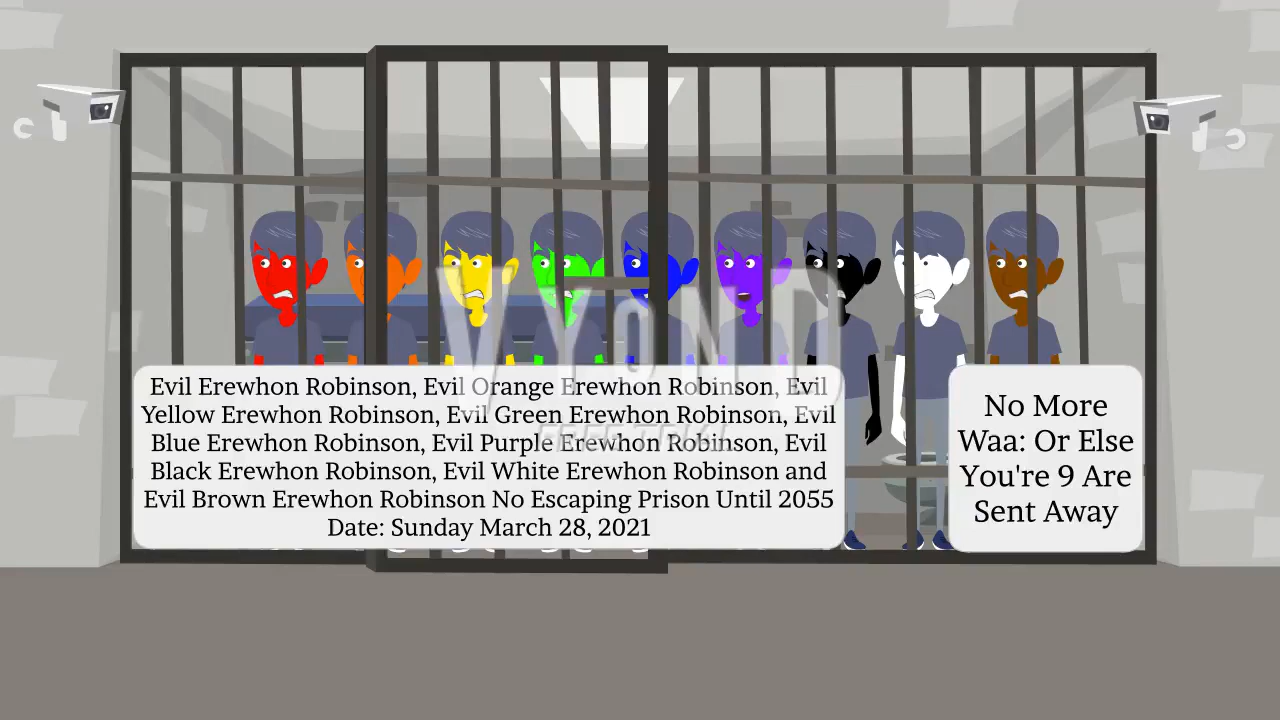 Evil Erewhon Robinson, Evil Orange Erewhon Robinson, Evil
Yellow Erewhon Robinson, Evil Green Erewhon Robinson, Evil
Blue Erewhon Robinson, Evil Purple Erewhon Robinson, Evil
Black Erewhon Robinson, Evil White Erewhon Robinson and
Evil Brown Erewhon Robinson No Escaping Prison Until 2055
Date: Sunday March 28, 2021
No More
Waa: Or Else
You're 9 Are
Sent Away
VYOND
FREE TRIAL